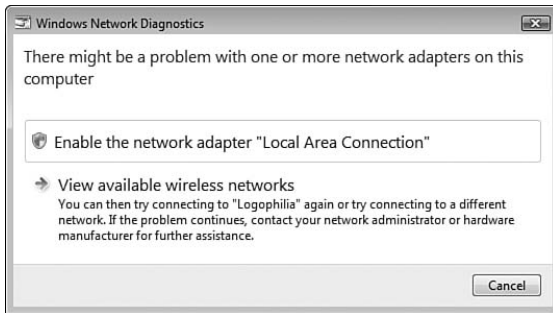 Windows Network Diagnostics
There might be a problem with one or more network adapters on this
computer
Enable the network adapter "Local Area Connection"
View available wireless networks
You can then try connecting to "Logophilia" again or try connecting to a different
network. If the problem continues, contact your network administrator or hardware
manufacturer for further assistance.
Cancel